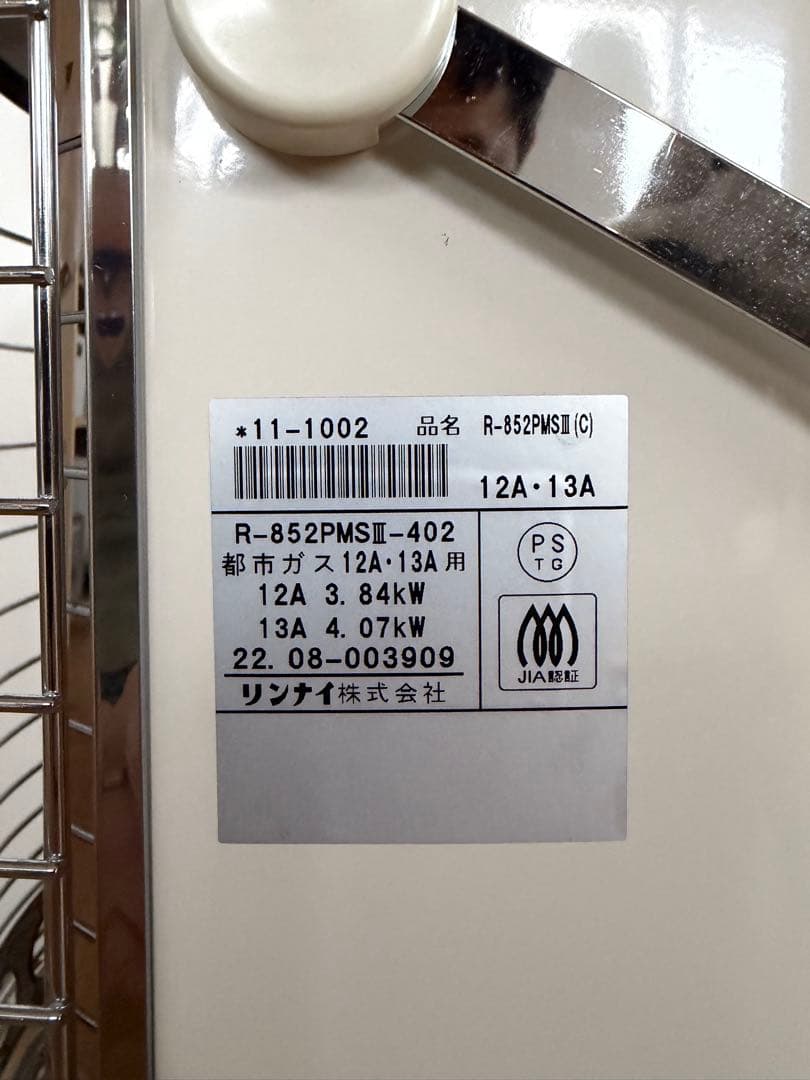 *11-1002 品名 R-852PMSⅢ(C)
12A・13A
R-852PMSⅢ-402
都市ガス12A・13A用
12A 3.84kW
13A 4.07kW
22.08-003909
リンナイ株式会社
PS
TG
JIA認証